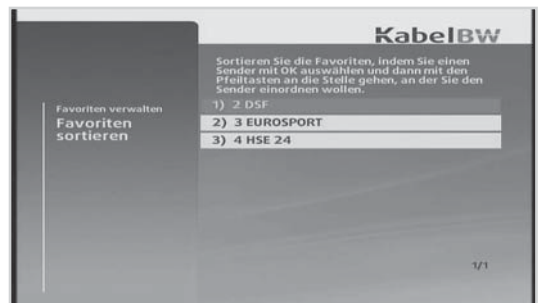 KabelBW
Sortieren Sie die Favoriten, indem Sie einen
Sender mit OK auswählen und dann mit den
Pfeiltasten an die Stelle gehen, an der Sie den
Sender einordnen wollen.
Favoriten verwalten
Favoriten
sortieren
1) 2 DSF
2) 3 EUROSPORT
3) 4 HSE 24
1/1